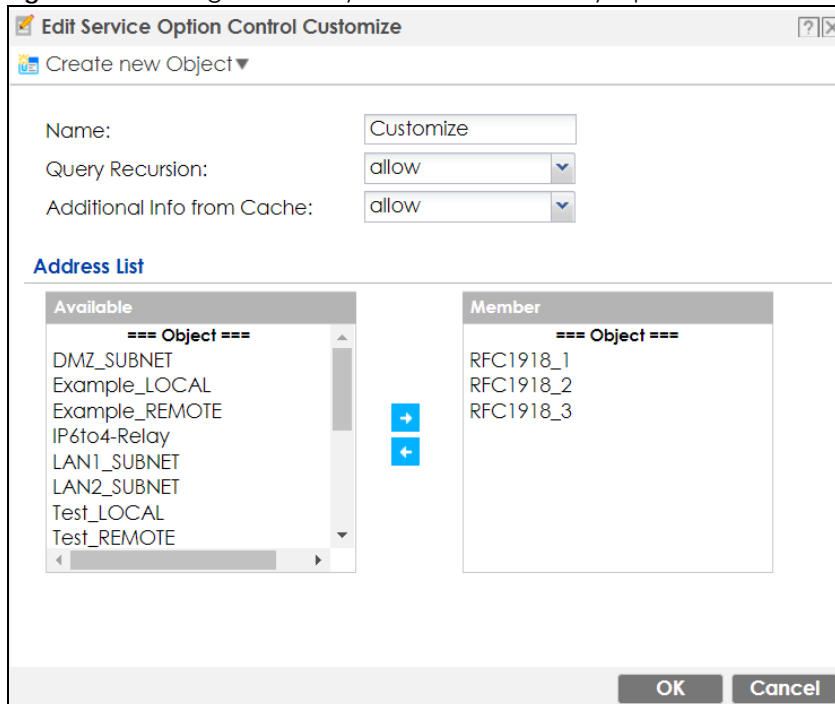 Edit Service Option Control Customize
Create new Object
Name: Customize
Query Recursion: allow
Additional Info from Cache: allow
Address List
Available
=== Object ===
DMZ_SUBNET
Example_LOCAL
Example_REMOTE
IP6to4-Relay
LAN1_SUBNET
LAN2_SUBNET
Test_LOCAL
Test_REMOTE
Member
=== Object ===
RFC1918_1
RFC1918_2
RFC1918_3
OK Cancel